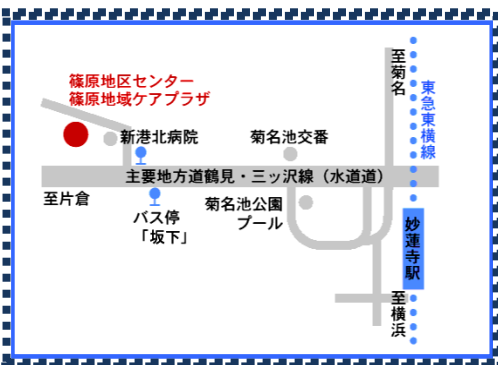 篠原地区センター
篠原地域ケアプラザ
新港北病院
菊名池交番
至菊名
東急東横線
主要地方道鶴見・三ッ沢線（水道道）
至片倉
バス停
「坂下」
菊名池公園
プール
妙蓮寺駅
至横浜